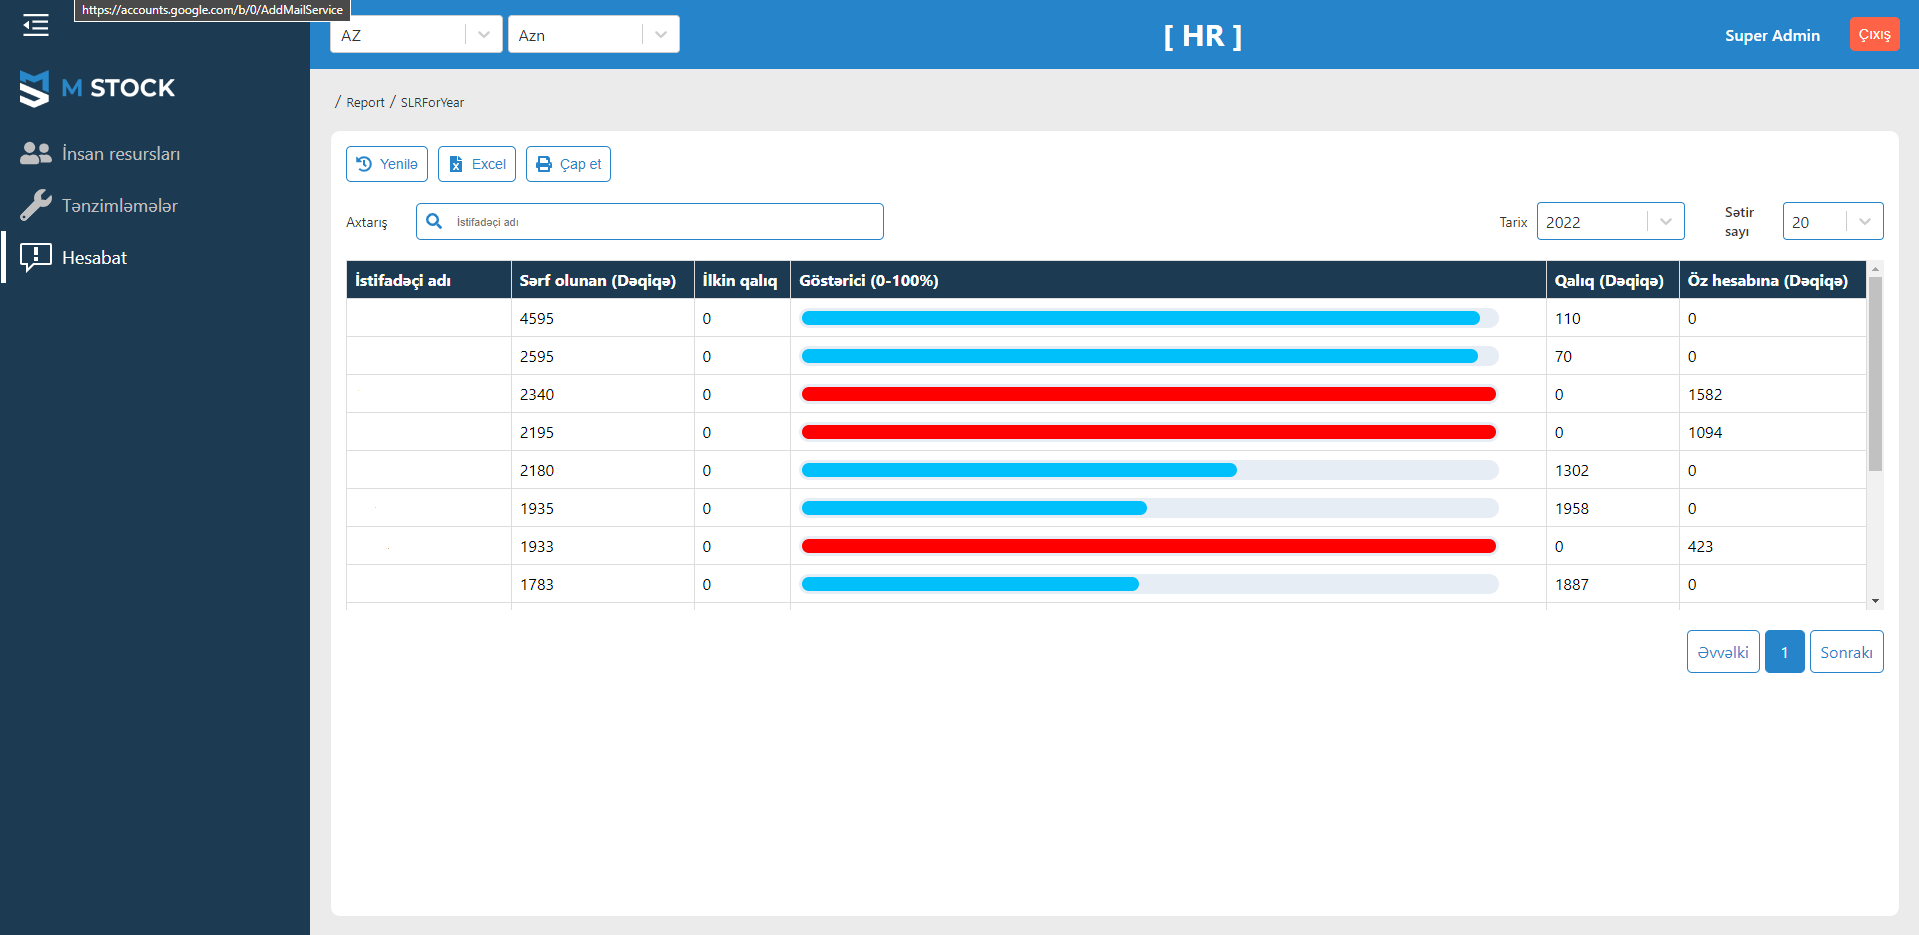 https://accounts.google.com/b/0/AddMailService
AZ
Azn
[ HR ]
Super Admin
Çıxış
M STOCK
İnsan resursları
Tənzimləmələr
Hesabat
/ Report / SLRForYear
Yenilə
Excel
Çap et
Axtarış
İstifadəçi adı
Tarix
2022
Sətir
sayı
20
İstifadəçi adı Sərf olunan (Dəqiqə) İlkin qalıq Göstərici (0-100%) Qalıq (Dəqiqə) Öz hesabına (Dəqiqə)
4595 0 110 0
2595 0 70 0
2340 0 0 1582
2195 0 0 1094
2180 0 1302 0
1935 0 1958 0
1933 0 0 423
1783 0 1887 0
Əvvəlki 1 Sonrakı